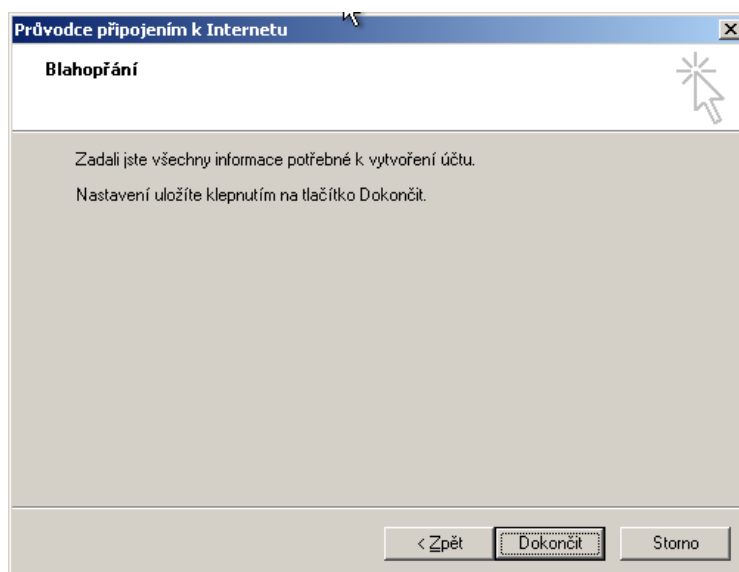 Průvodce připojením k Internetu
Blahopřání
Zadali jste všechny informace potřebné k vytvoření účtu.
Nastavení uložíte klepnutím na tlačítko Dokončit.
< Zpět Dokončit Storno